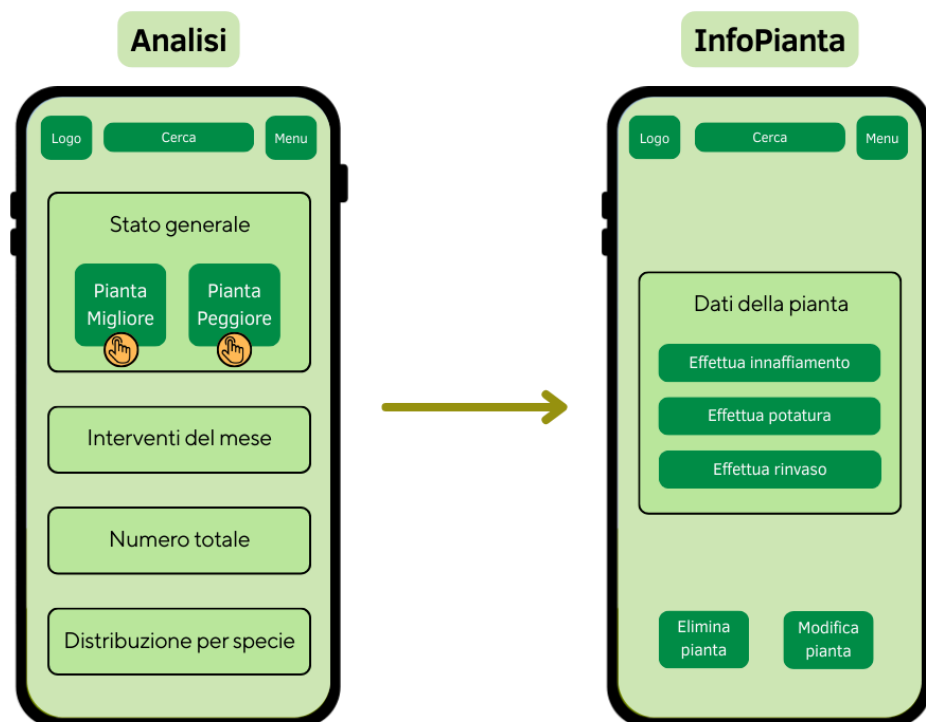 Analisi
Logo
Cerca
Menu
Stato generale
Pianta
Migliore
Pianta
Peggiore
Interventi del mese
Numero totale
Distribuzione per specie
InfoPianta
Logo
Cerca
Menu
Dati della pianta
Effettua innaffiamento
Effettua potatura
Effettua rinvaso
Elimina
pianta
Modifica
pianta